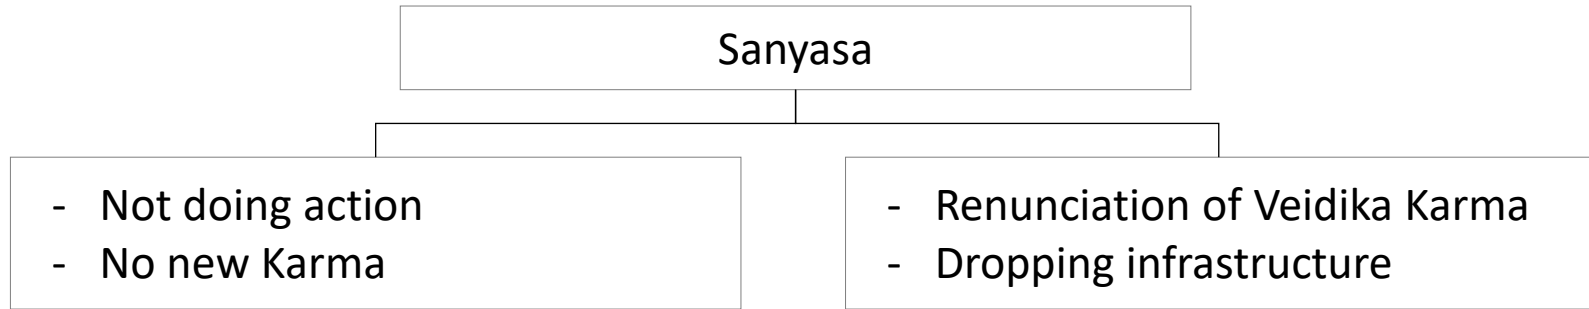 Sanyasa
- Not doing action
- No new Karma
- Renunciation of Veidika Karma
- Dropping infrastructure